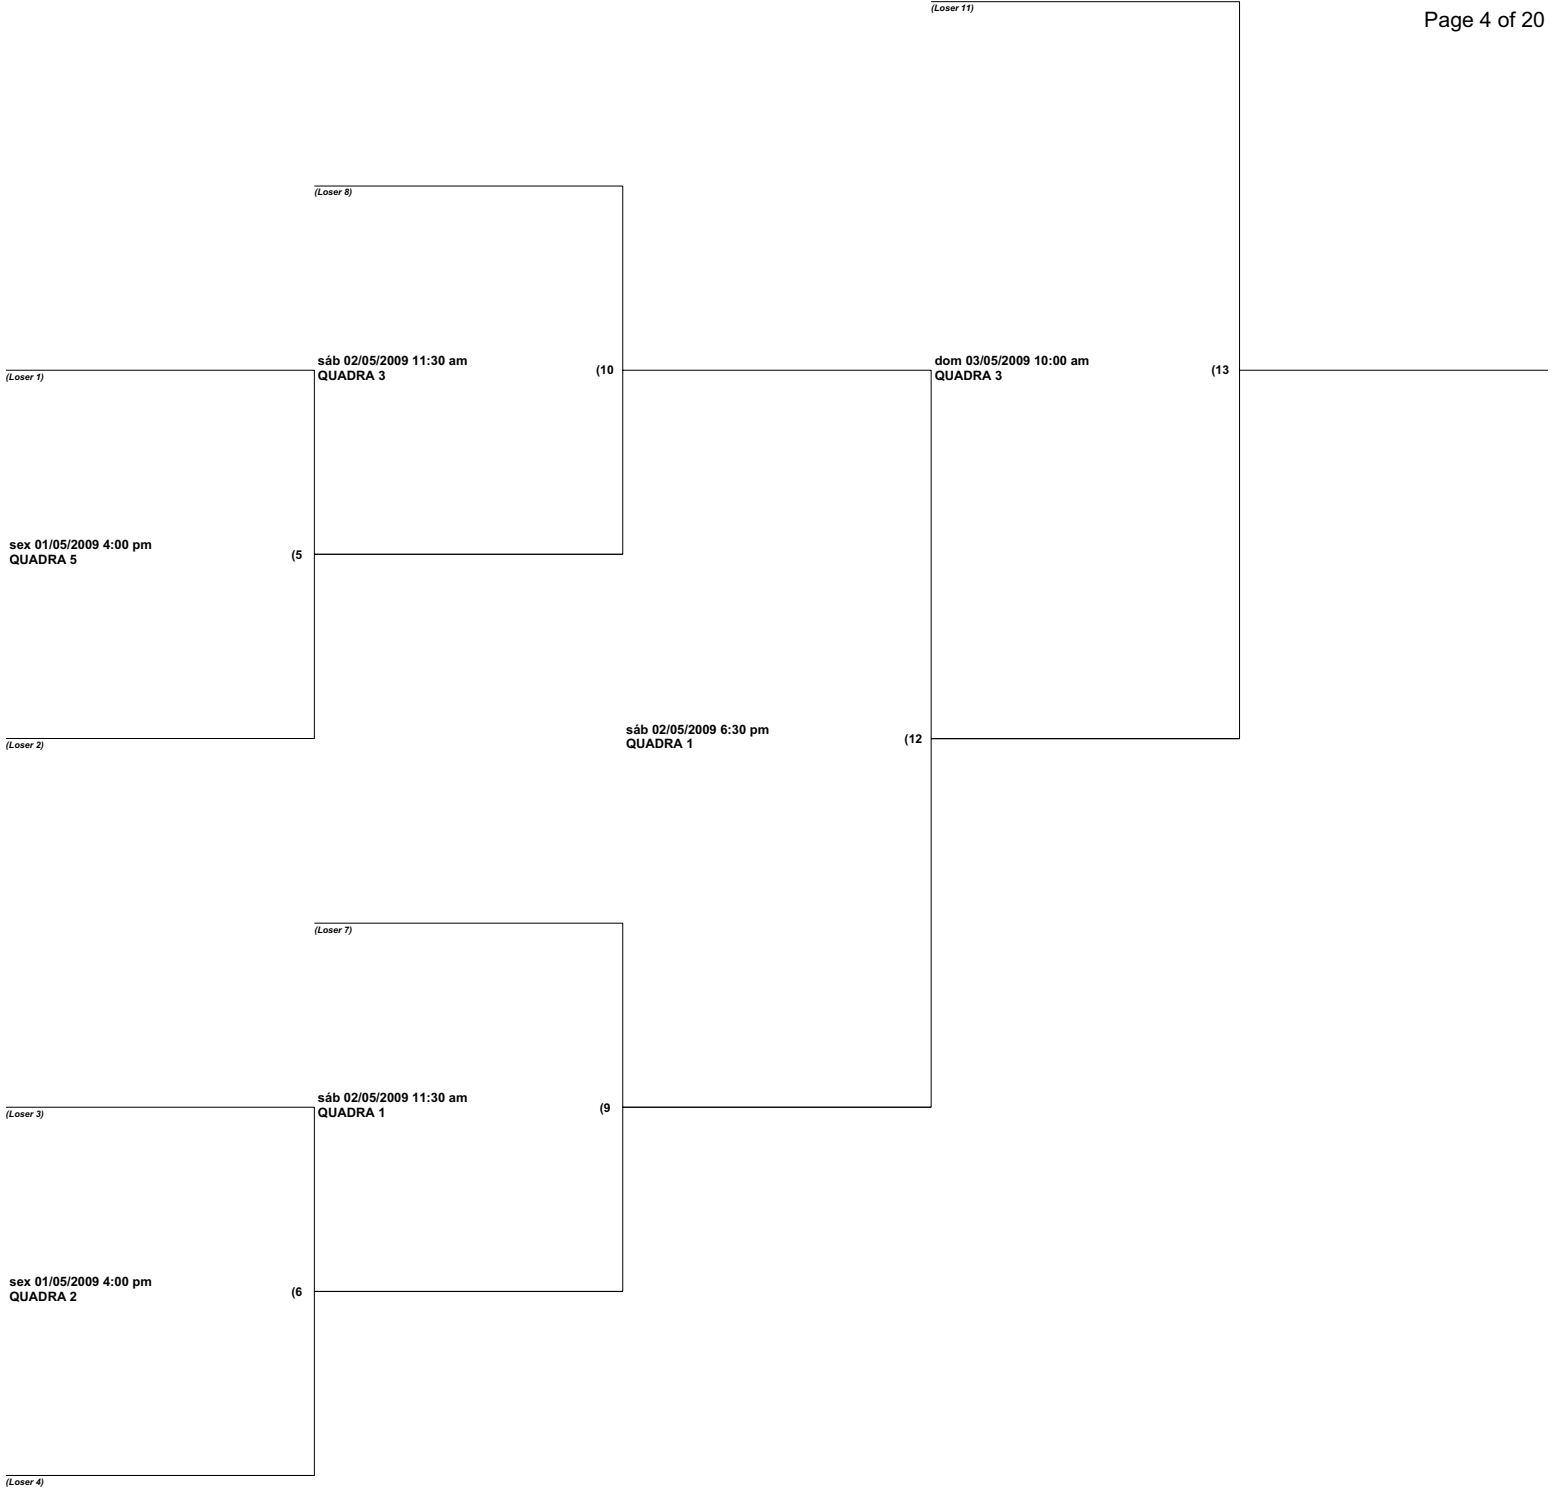 (Loser 11)
Page 4 of 20
(Loser 8)
sáb 02/05/2009 11:30 am
QUADRA 3
(10
dom 03/05/2009 10:00 am
QUADRA 3
(13
(Loser 1)
sex 01/05/2009 4:00 pm
QUADRA 5
(5
(Loser 2)
sáb 02/05/2009 6:30 pm
QUADRA 1
(12
(Loser 7)
sáb 02/05/2009 11:30 am
QUADRA 1
(9
(Loser 3)
sex 01/05/2009 4:00 pm
QUADRA 2
(6
(Loser 4)